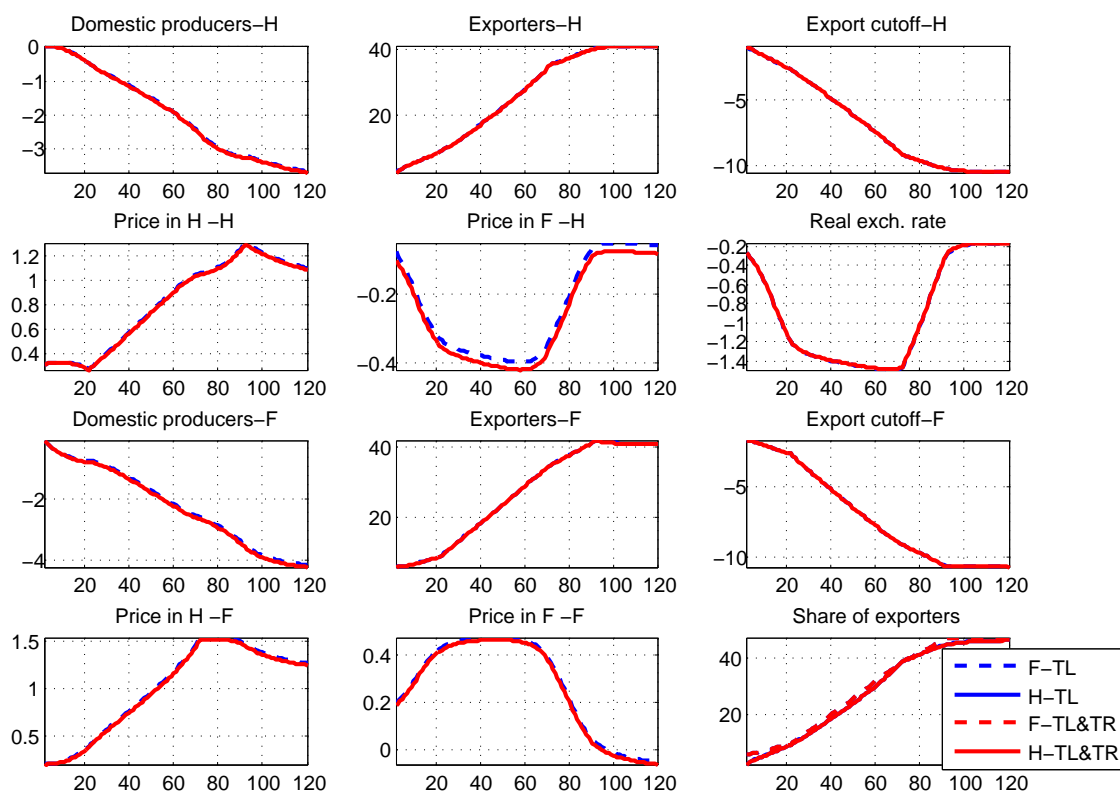 Domestic producers−H
Exporters−H
Export cutoff−H
0
−1
−2
−3
20 40 60 80 100 120
40
20
20 40 60 80 100 120
−5
−10
20 40 60 80 100 120
Price in H −H
Price in F −H
Real exch. rate
1.2
1
0.8
0.6
0.4
20 40 60 80 100 120
−0.2
−0.4
20 40 60 80 100 120
−0.2
−0.4
−0.6
−0.8
−1
−1.2
−1.4
20 40 60 80 100 120
Domestic producers−F
Exporters−F
Export cutoff−F
−2
−4
20 40 60 80 100 120
40
20
20 40 60 80 100 120
−5
−10
20 40 60 80 100 120
Price in H −F
Price in F −F
Share of exporters
1.5
1
0.5
20 40 60 80 100 120
0.4
0.2
0
20 40 60 80 100 120
40
20
20 40 60 80 100 120
F−TL
H−TL
F−TL&TR
H−TL&TR